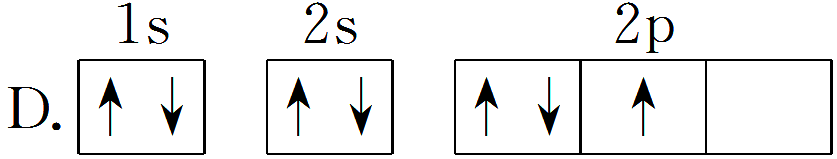 1s 2s 2p
D. ↑ ↓ ↑ ↓ ↑ ↓ ↑